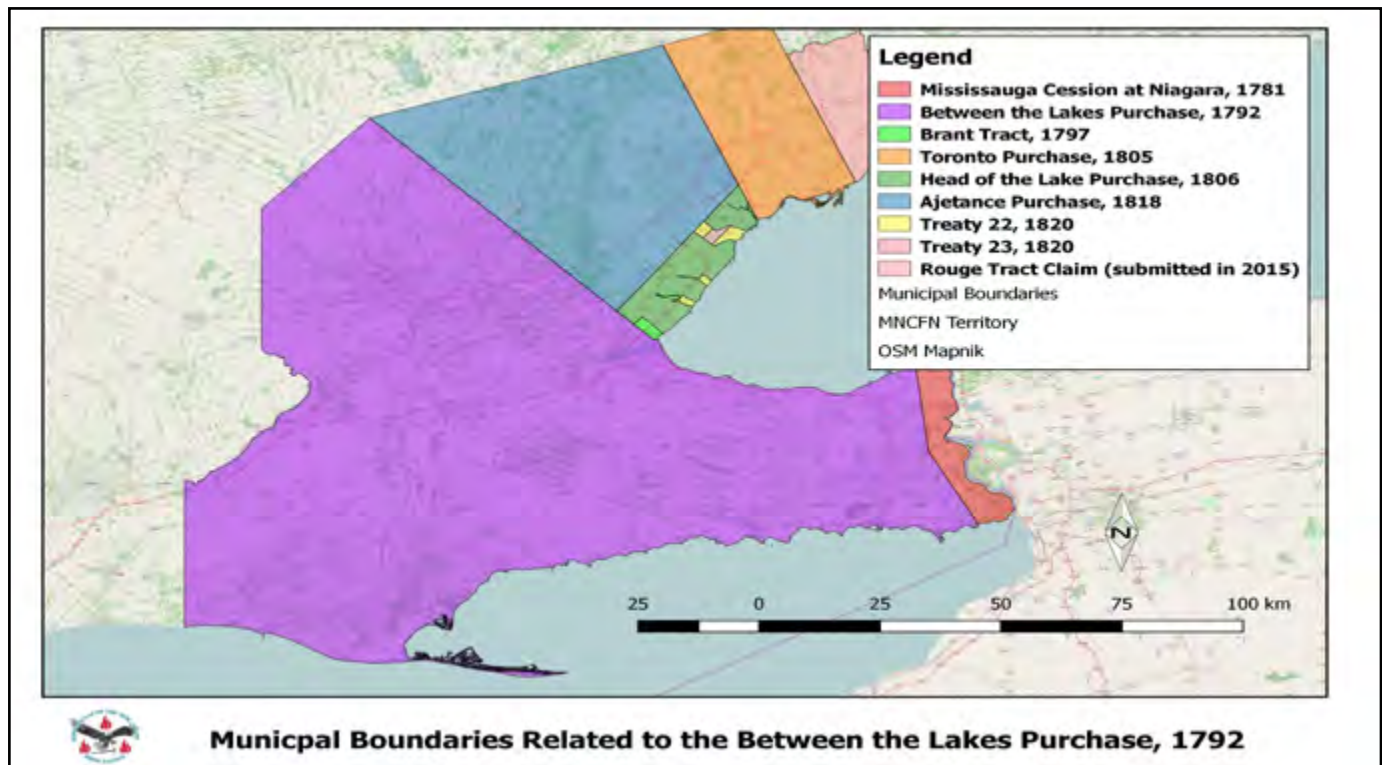 Legend
Mississauga Cession at Niagara, 1781
Between the Lakes Purchase, 1792
Brant Tract, 1797
Toronto Purchase, 1805
Head of the Lake Purchase, 1806
Ajetance Purchase, 1818
Treaty 22, 1820
Treaty 23, 1820
Rouge Tract Claim (submitted in 2015)
Municipal Boundaries
MNCFN Territory
OSM Mapnik
N
25 0 25 50 75 100 km
Municpal Boundaries Related to the Between the Lakes Purchase, 1792